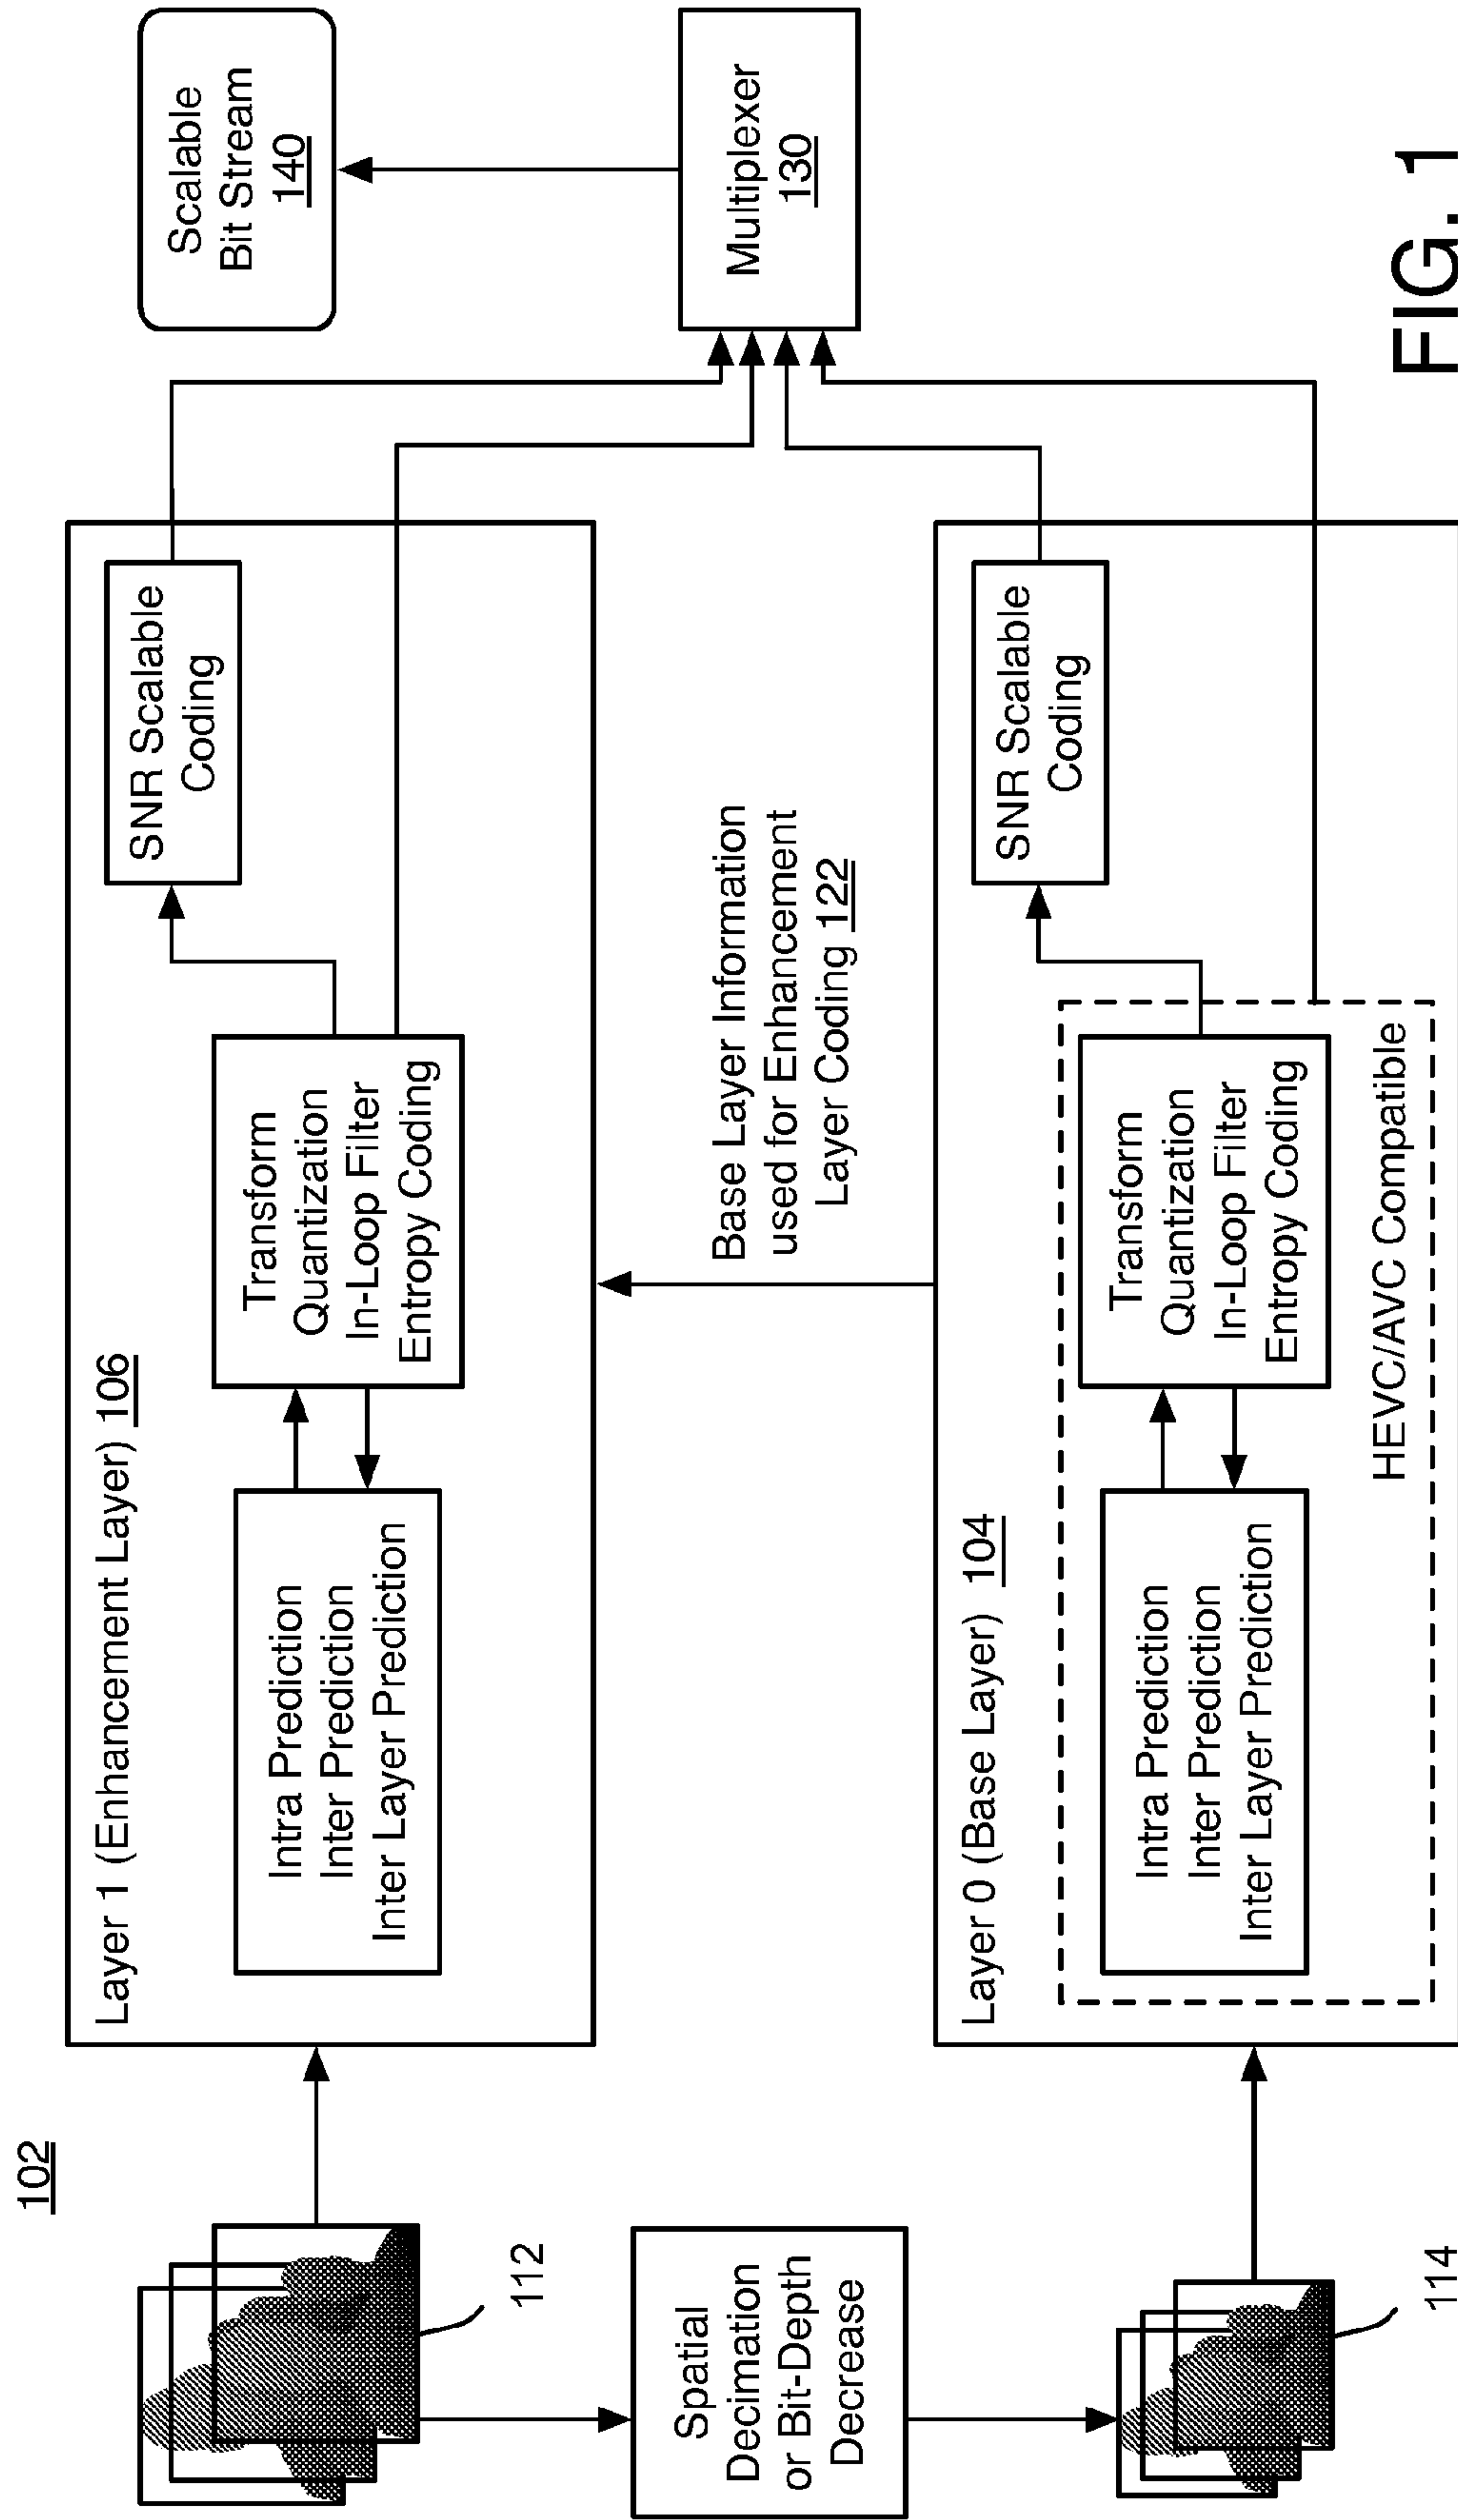 102
112
Spatial
Decimation
or Bit-Depth
Decrease
114
Layer 1 (Enhancement Layer) 106
Intra Prediction
Inter Prediction
Inter Layer Prediction
Transform
Quantization
In-Loop Filter
Entropy Coding
SNR Scalable
Coding
Base Layer Information
used for Enhancement
Layer Coding 122
Layer 0 (Base Layer) 104
Intra Prediction
Inter Prediction
Inter Layer Prediction
Transform
Quantization
In-Loop Filter
Entropy Coding
HEVC/AVC Compatible
SNR Scalable
Coding
Scalable
Bit Stream
140
Multiplexer
130
FIG. 1